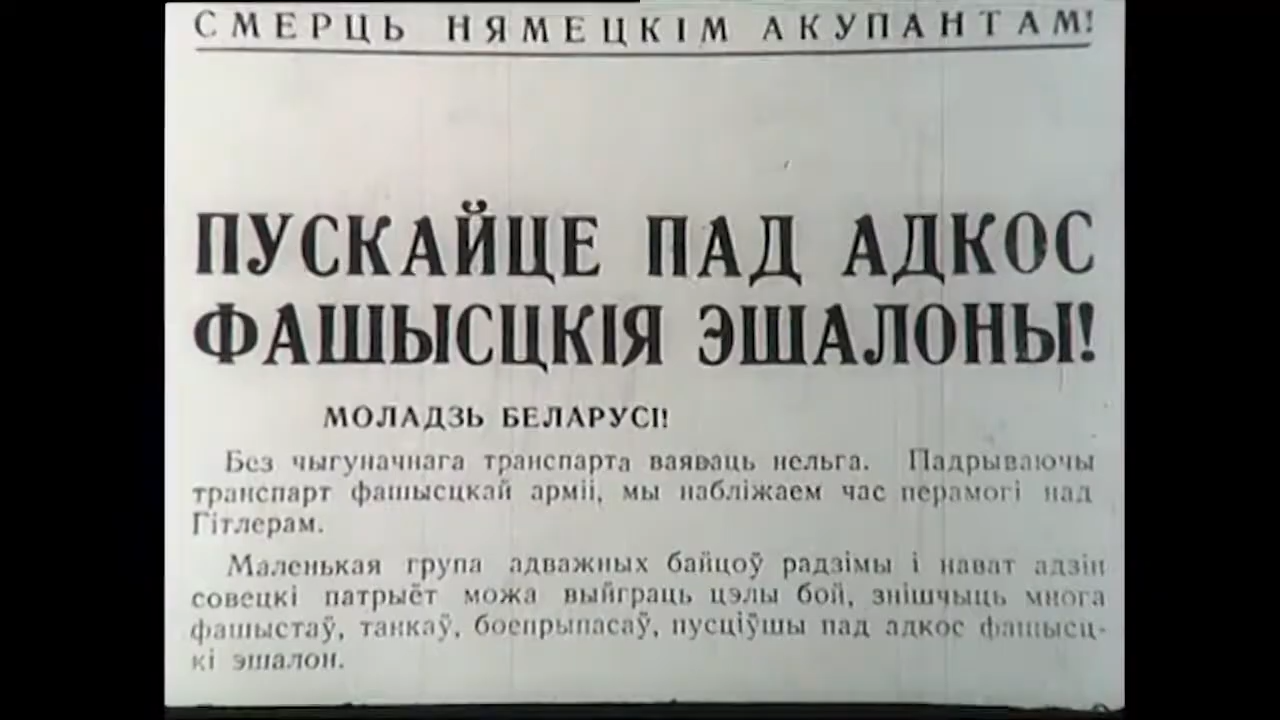 СМЕРЦЬ НЯМЕЦКІМ АКУПАНТАМ!
ПУСКАЙЦЕ ПАД АДКОС
ФАШЫСЦКІЯ ЭШАЛОНЫ!
МОЛАДЗЬ БЕЛАРУСІ!
Без чыгуначнага транспарта ваяваць нельга. Падрываючы
транспарт фашысцкай арміі, мы набліжаем час перамогі над
Гітлерам.
Маленькая група адважных байцоў радзімы і нават адзін
совецкі патрыёт можа выйграць цэлы бой, знішчыць многа
фашыстаў, танкаў, боепрыпасаў, пусціўшы пад адкос фашысц-
кі эшалон.